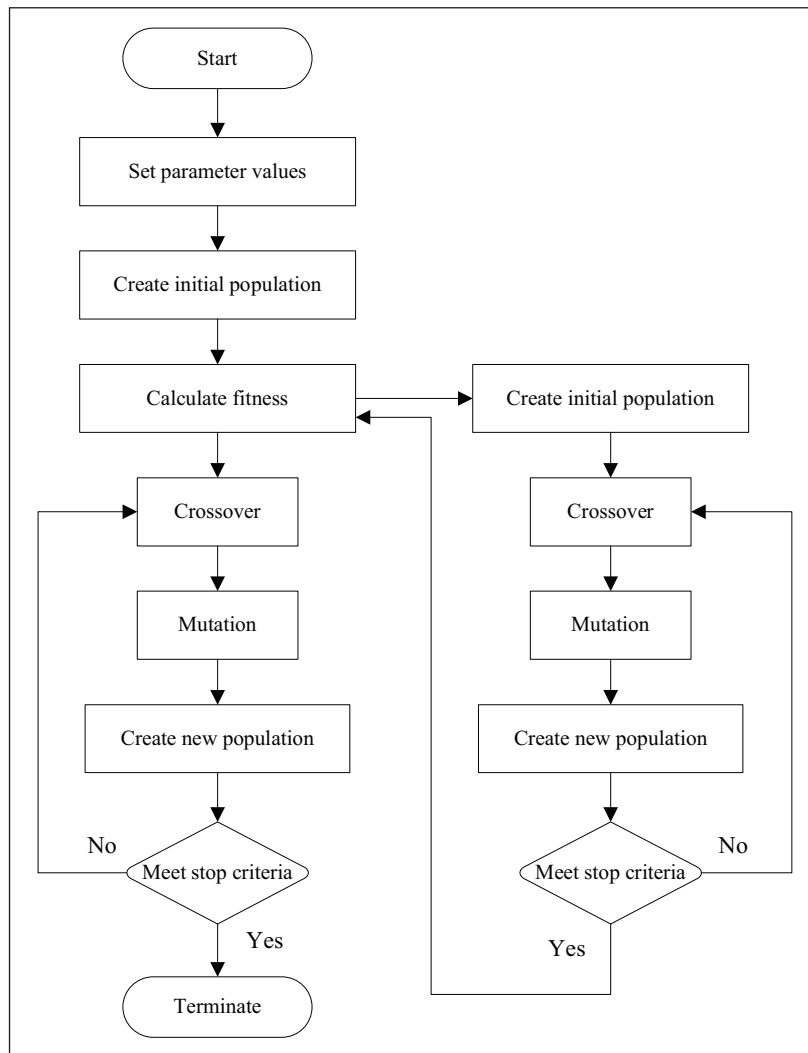 Start
Set parameter values
Create initial population
Calculate fitness
Create initial population
Crossover
Crossover
Mutation
Mutation
Create new population
Create new population
No
Meet stop criteria
Meet stop criteria
No
Yes
Yes
Terminate